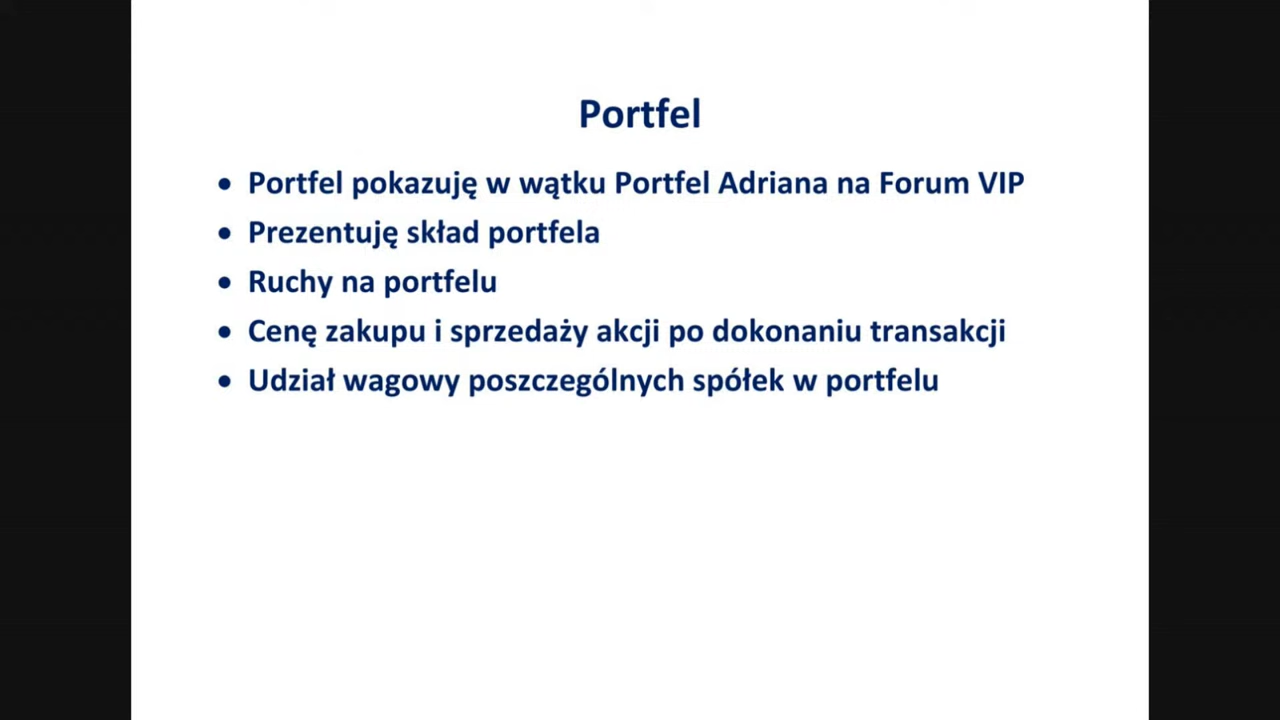 Portfel
• Portfel pokazuję w wątku Portfel Adriana na Forum VIP
• Prezentuję skład portfela
• Ruchy na portfelu
• Cenę zakupu i sprzedaży akcji po dokonaniu transakcji
• Udział wagowy poszczególnych spółek w portfelu